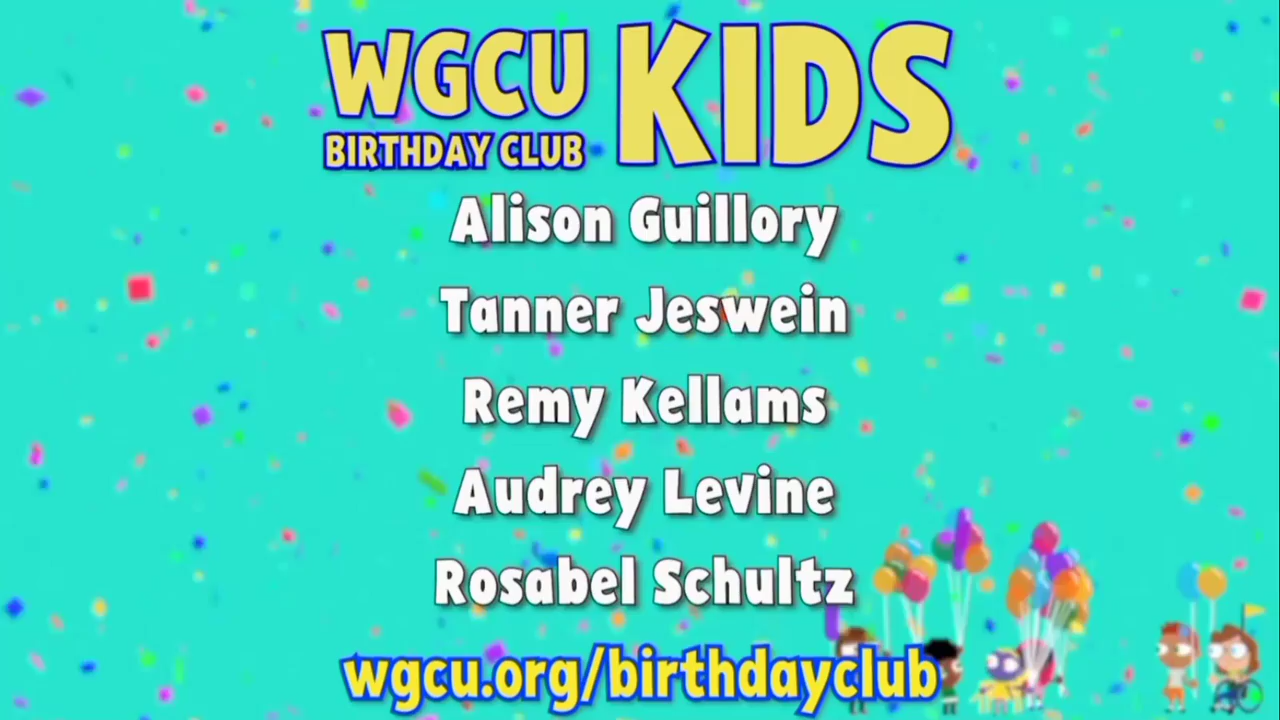 WGCU KIDS
BIRTHDAY CLUB
Alison Guillory
Tanner Jeswein
Remy Kellams
Audrey Levine
Rosabel Schultz
wgcu.org/birthdayclub